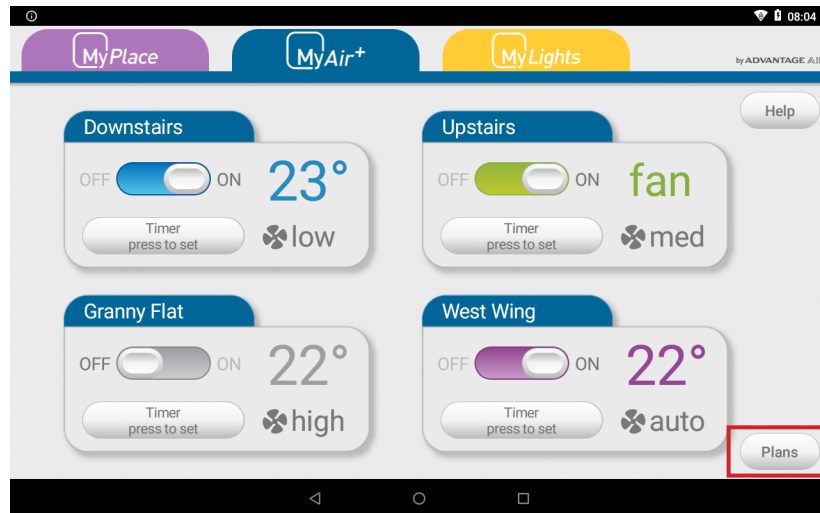 08:04
MyPlace
MyAir+
MyLights
by ADVANTAGE AIR
Help
Downstairs
OFF ON 23°
Timer
press to set
low
Upstairs
OFF ON fan
Timer
press to set
med
Granny Flat
OFF ON 22°
Timer
press to set
high
West Wing
OFF ON 22°
Timer
press to set
auto
Plans